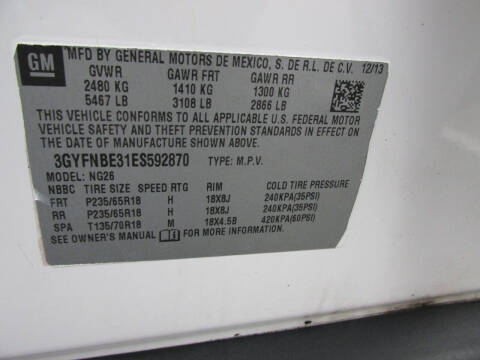 GM
MFD BY GENERAL MOTORS DE MEXICO, S. DE R.L. DE C.V. 12/13
GVWR GAWR FRT GAWR RR
2480 KG 1410 KG 1300 KG
5467 LB 3108 LB 2866 LB
THIS VEHICLE CONFORMS TO ALL APPLICABLE U.S. FEDERAL MOTOR
VEHICLE SAFETY AND THEFT PREVENTION STANDARDS IN EFFECT ON
THE DATE OF MANUFACTURE SHOWN ABOVE.
3GYFNBE31ES592870 TYPE: M.P.V.
MODEL: NG26
NBBC TIRE SIZE SPEED RTG RIM COLD TIRE PRESSURE
FRT P235/65R18 H 18X8J 240KPA(35PSI)
RR P235/65R18 H 18X8J 240KPA(35PSI)
SPA T135/70R18 M 18X4.5B 420KPA(60PSI)
SEE OWNER'S MANUAL